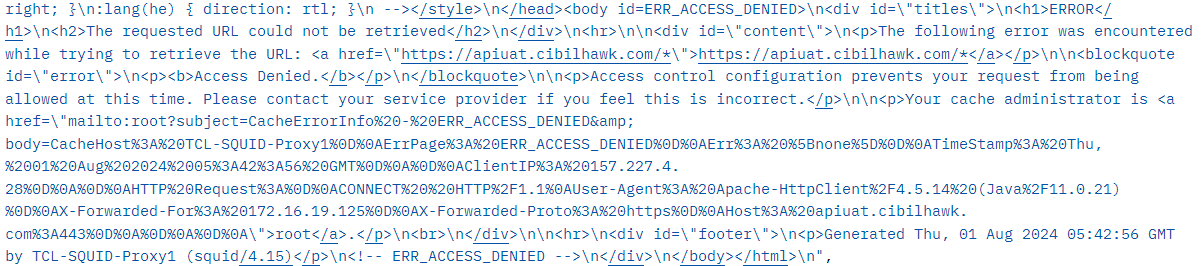 right; }\n:lang(he) { direction: rtl; }\n --></style>\n</head><body id=ERR_ACCESS_DENIED>\n<div id=\"titles\">\n<h1>ERROR</
h1>\n<h2>The requested URL could not be retrieved</h2>\n</div>\n<hr>\n\n<div id=\"content\">\n<p>The following error was encountered
while trying to retrieve the URL: <a href=\"https://apiuat.cibilhawk.com/*\">https://apiuat.cibilhawk.com/*</a></p>\n\n<blockquote
id=\"error\">\n<p><b>Access Denied.</b></p>\n</blockquote>\n\n<p>Access control configuration prevents your request from being
allowed at this time. Please contact your service provider if you feel this is incorrect.</p>\n\n<p>Your cache administrator is <a
href=\"mailto:root?subject=CacheErrorInfo%20-%20ERR_ACCESS_DENIED&amp;
body=CacheHost%3A%20TCL-SQUID-Proxy1%0D%0AErrPage%3A%20ERR_ACCESS_DENIED%0D%0AErr%3A%20%5Bnone%5D%0D%0ATimeStamp%3A%20Thu,
%2001%20Aug%202024%2005%3A42%3A56%20GMT%0D%0A%0D%0AClientIP%3A%20157.227.4.
28%0D%0A%0D%0AHTTP%20Request%3A%0D%0ACONNECT%20%20HTTP%2F1.1%0AUser-Agent%3A%20Apache-HttpClient%2F4.5.14%20(Java%2F11.0.21)
%0D%0AX-Forwarded-For%3A%20172.16.19.125%0D%0AX-Forwarded-Proto%3A%20https%0D%0AHost%3A%20apiuat.cibilhawk.
com%3A443%0D%0A%0D%0A%0D%0A\">root</a>.</p>\n<br>\n</div>\n\n<hr>\n<div id=\"footer\">\n<p>Generated Thu, 01 Aug 2024 05:42:56 GMT
by TCL-SQUID-Proxy1 (squid/4.15)</p>\n<!-- ERR_ACCESS_DENIED -->\n</div>\n</body></html>\n",